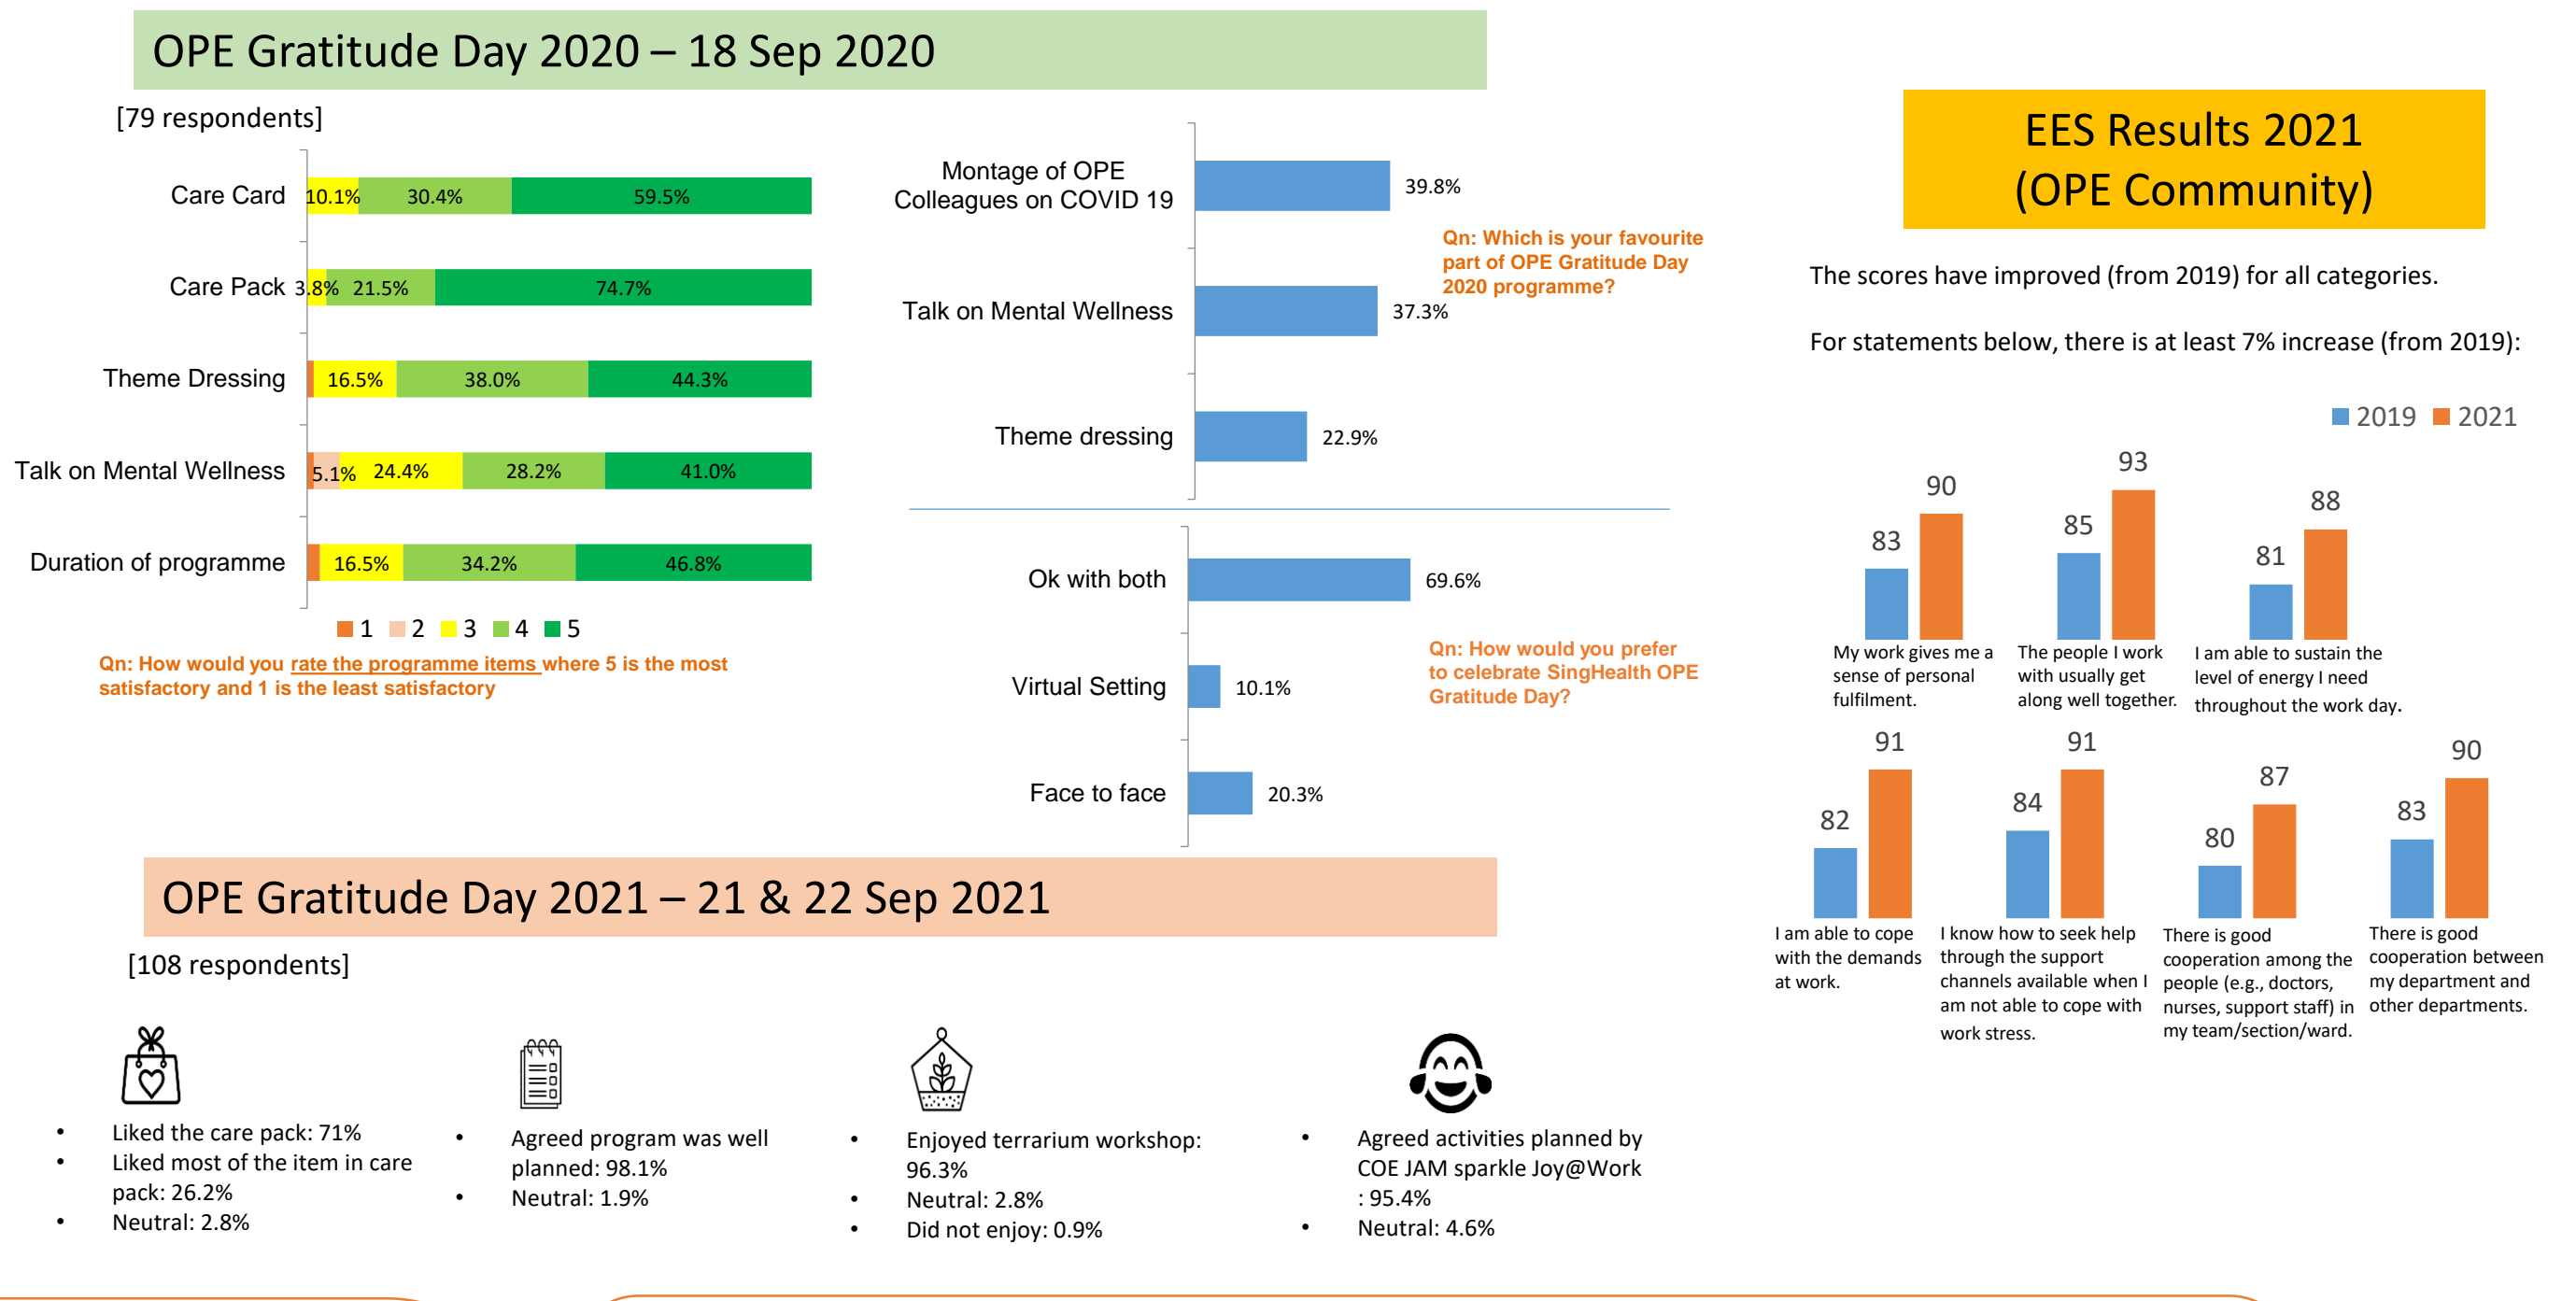 OPE Gratitude Day 2020 – 18 Sep 2020
[79 respondents]
Care Card 10.1% 30.4% 59.5%
Care Pack 3.8% 21.5% 74.7%
Theme Dressing 16.5% 38.0% 44.3%
Talk on Mental Wellness 5.1% 24.4% 28.2% 41.0%
Duration of programme 16.5% 34.2% 46.8%
1 2 3 4 5
Qn: How would you rate the programme items where 5 is the most
satisfactory and 1 is the least satisfactory
Montage of OPE
Colleagues on COVID 19
39.8%
Talk on Mental Wellness 37.3%
Theme dressing 22.9%
Qn: Which is your favourite
part of OPE Gratitude Day
2020 programme?
Ok with both 69.6%
Virtual Setting 10.1%
Face to face 20.3%
Qn: How would you prefer
to celebrate SingHealth OPE
Gratitude Day?
OPE Gratitude Day 2021 – 21 & 22 Sep 2021
[108 respondents]
• Liked the care pack: 71%
• Liked most of the item in care
pack: 26.2%
• Neutral: 2.8%
• Agreed program was well
planned: 98.1%
• Neutral: 1.9%
• Enjoyed terrarium workshop:
96.3%
• Neutral: 2.8%
• Did not enjoy: 0.9%
• Agreed activities planned by
COE JAM sparkle Joy@Work
: 95.4%
• Neutral: 4.6%
EES Results 2021
(OPE Community)
The scores have improved (from 2019) for all categories.
For statements below, there is at least 7% increase (from 2019):
2019 2021
83 90
My work gives me a
sense of personal
fulfilment.
85 93
The people I work
with usually get
along well together.
81 88
I am able to sustain the
level of energy I need
throughout the work day.
82 91
I am able to cope
with the demands
at work.
84 91
I know how to seek help
through the support
channels available when I
am not able to cope with
work stress.
80 87
There is good
cooperation among the
people (e.g., doctors,
nurses, support staff) in
my team/section/ward.
83 90
There is good
cooperation between
my department and
other departments.